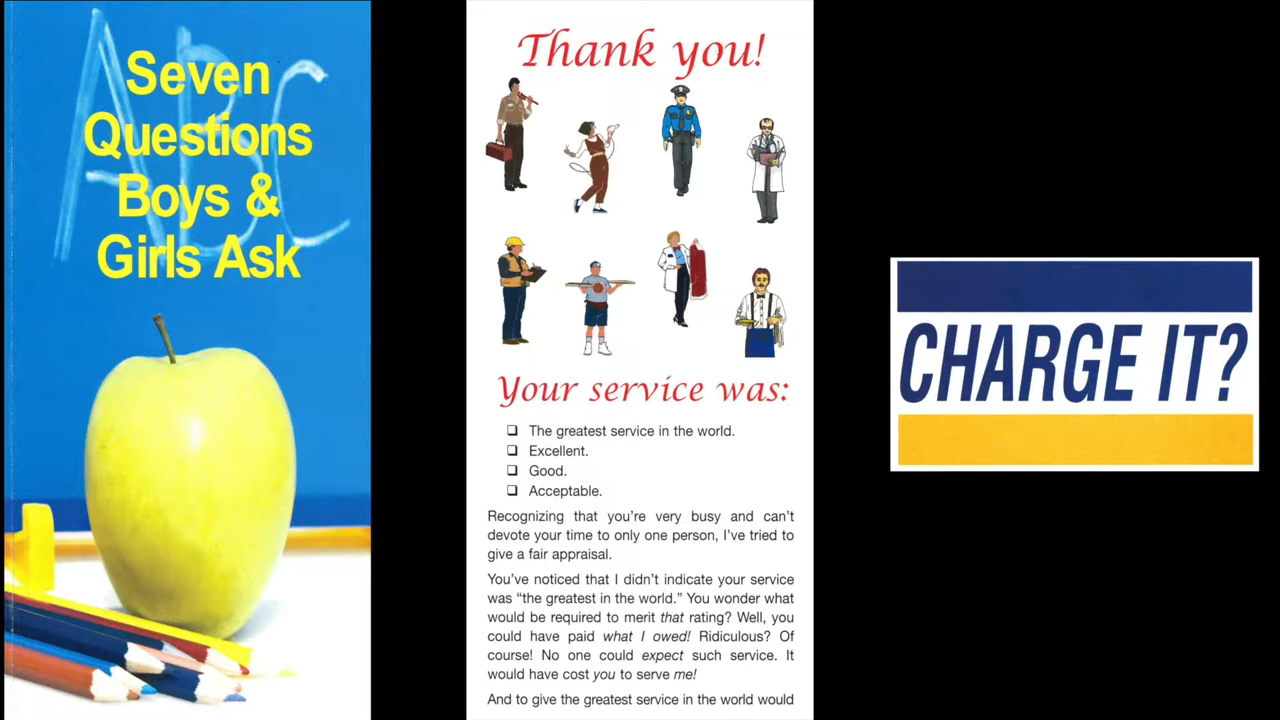 Seven
Questions
Boys &
Girls Ask
ABC
Thank you!
Your service was:
❑ The greatest service in the world.
❑ Excellent.
❑ Good.
❑ Acceptable.
Recognizing that you're very busy and can't
devote your time to only one person, I've tried to
give a fair appraisal.
You've noticed that I didn't indicate your service
was “the greatest in the world.” You wonder what
would be required to merit that rating? Well, you
could have paid what I owed! Ridiculous? Of
course! No one could expect such service. It
would have cost you to serve me!
And to give the greatest service in the world would
CHARGE IT?